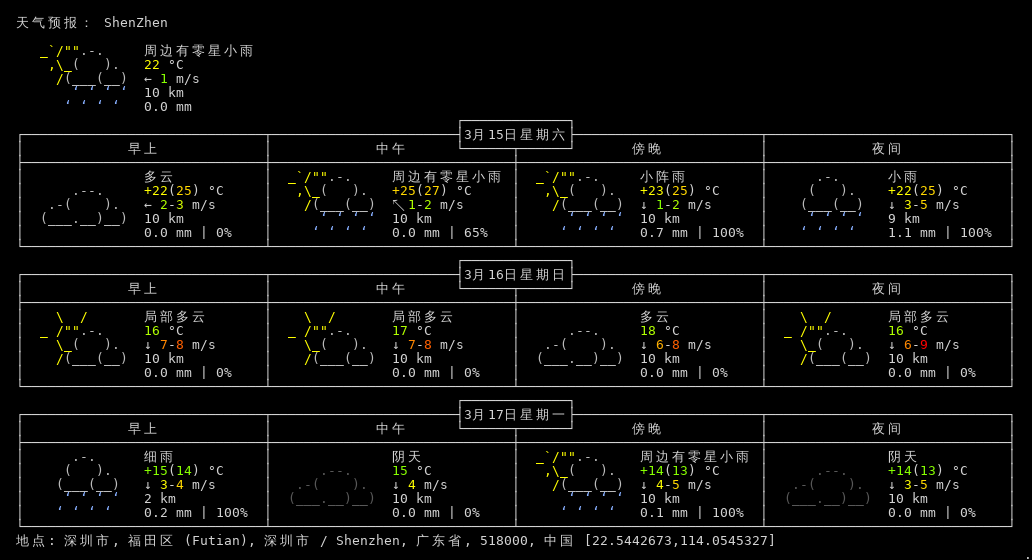 天气预报： ShenZhen
周边有零星小雨
22 °C
← 1 m/s
10 km
0.0 mm
3月15日星期六
早上 中午 傍晚 夜间
多云 周边有零星小雨 小阵雨 小雨
+22(25) °C +25(27) °C +23(25) °C +22(25) °C
← 2-3 m/s ↖ 1-2 m/s ↓ 1-2 m/s ↓ 3-5 m/s
10 km 10 km 10 km 9 km
0.0 mm | 0% 0.0 mm | 65% 0.7 mm | 100% 1.1 mm | 100%
3月16日星期日
早上 中午 傍晚 夜间
局部多云 局部多云 多云 局部多云
16 °C 17 °C 18 °C 16 °C
↓ 7-8 m/s ↓ 7-8 m/s ↓ 6-8 m/s ↓ 6-9 m/s
10 km 10 km 10 km 10 km
0.0 mm | 0% 0.0 mm | 0% 0.0 mm | 0% 0.0 mm | 0%
3月17日星期一
早上 中午 傍晚 夜间
细雨 阴天 周边有零星小雨 阴天
+15(14) °C 15 °C +14(13) °C +14(13) °C
↓ 3-4 m/s ↓ 4 m/s ↓ 4-5 m/s ↓ 3-5 m/s
2 km 10 km 10 km 10 km
0.2 mm | 100% 0.0 mm | 0% 0.1 mm | 100% 0.0 mm | 0%
地点: 深圳市, 福田区 (Futian), 深圳市 / Shenzhen, 广东省, 518000, 中国 [22.5442673,114.0545327]